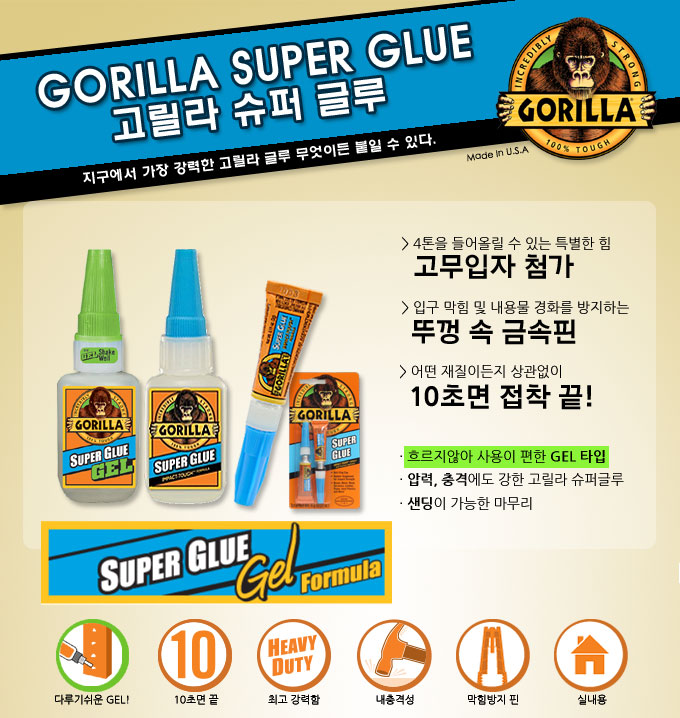 GORILLA SUPER GLUE
고릴라 슈퍼 글루
지구에서 가장 강력한 고릴라 글루 무엇이든 붙일 수 있다.
INCREDIBLY STRONG
GORILLA
100% TOUGH
Made In U.S.A
> 4톤을 들어올릴 수 있는 특별한 힘
고무입자 첨가
> 입구 막힘 및 내용물 경화를 방지하는
뚜껑 속 금속핀
> 어떤 재질이든지 상관없이
10초면 접착 끝!
· 흐르지않아 사용이 편한 GEL 타입
· 압력, 충격에도 강한 고릴라 슈퍼글루
· 샌딩이 가능한 마무리
Shake
Well
GORILLA
SUPER GLUE
GEL
GORILLA
SUPER GLUE
IMPACT TOUGH FORMULA
Super Glue
GORILLA
GORILLA
SUPER
GLUE
SUPER GLUE Gel Formula
10
HEAVY
DUTY
다루기쉬운 GEL!
10초면 끝
최고 강력함
내충격성
막힘방지 핀
실내용